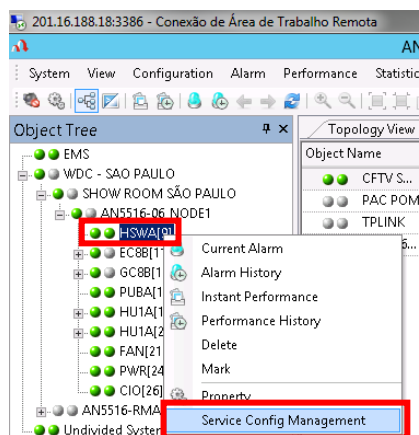 201.16.188.18:3386 - Conexão de Área de Trabalho Remota
AN
System View Configuration Alarm Performance Statistic
Object Tree
Topology View
EMS
Object Name
WDC - SAO PAULO
CFTV S...
SHOW ROOM SÃO PAULO
PAC POM
AN5516-06 NODE1
TPLINK
HSWA[9]
EC8B[1
Current Alarm
GC8B[1
Alarm History
PUBA[1
Instant Performance
HU1A[1
Performance History
HU1A[2
Delete
FAN[21
Mark
PWR[24
CIO[26]
Property
AN5516-RMA
Service Config Management
Undivided System